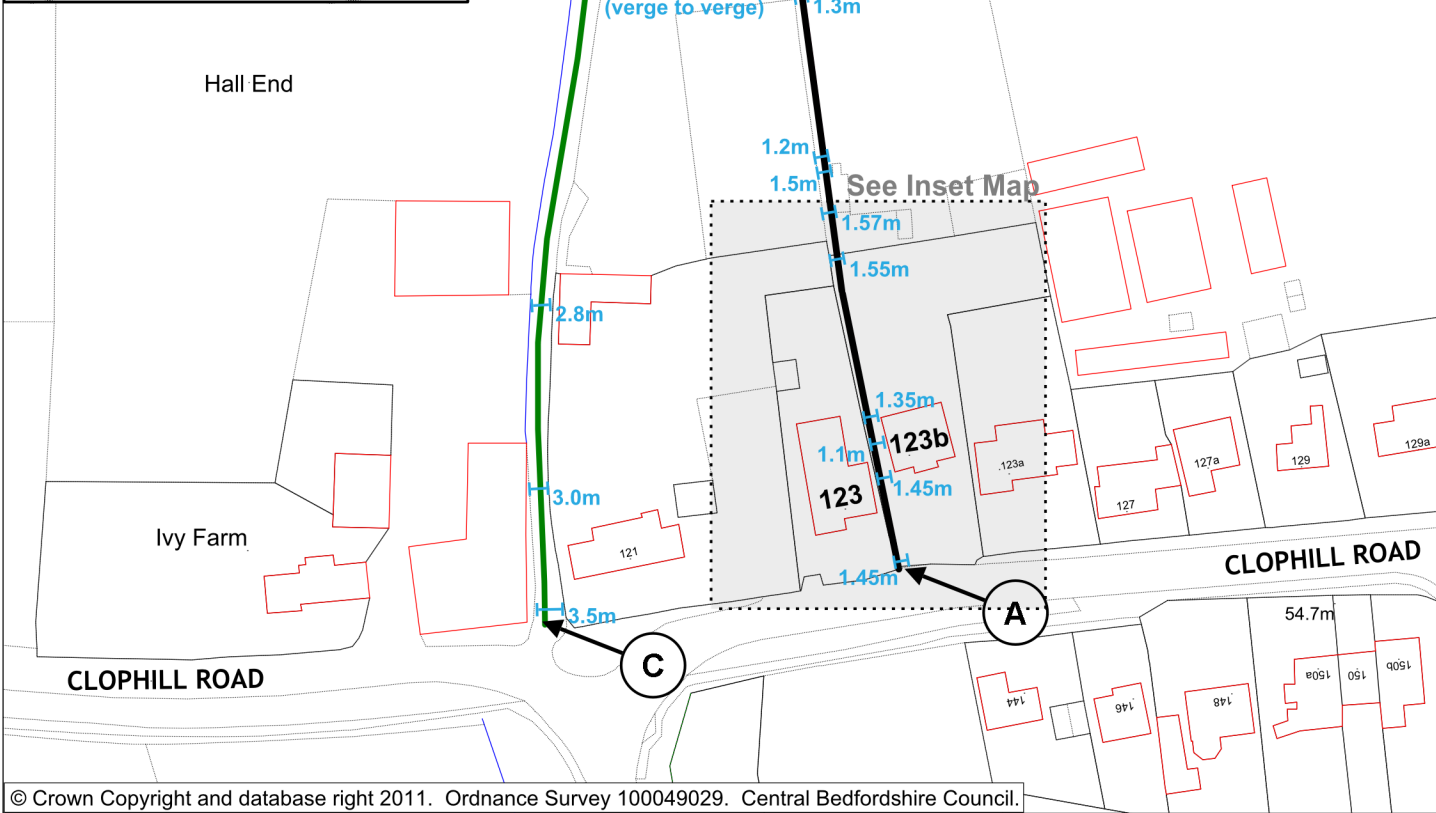 (verge to verge)
1.3m
Hall End
1.2m
1.5m
See Inset Map
1.57m
1.55m
2.8m
1.35m
123b
1.1m
123a
127a
129
129a
1.45m
3.0m
123
127
Ivy Farm
121
CLOPHILL ROAD
1.45m
A
3.5m
54.7m
C
CLOPHILL ROAD
144
146
148
150a
150
150b
© Crown Copyright and database right 2011. Ordnance Survey 100049029. Central Bedfordshire Council.